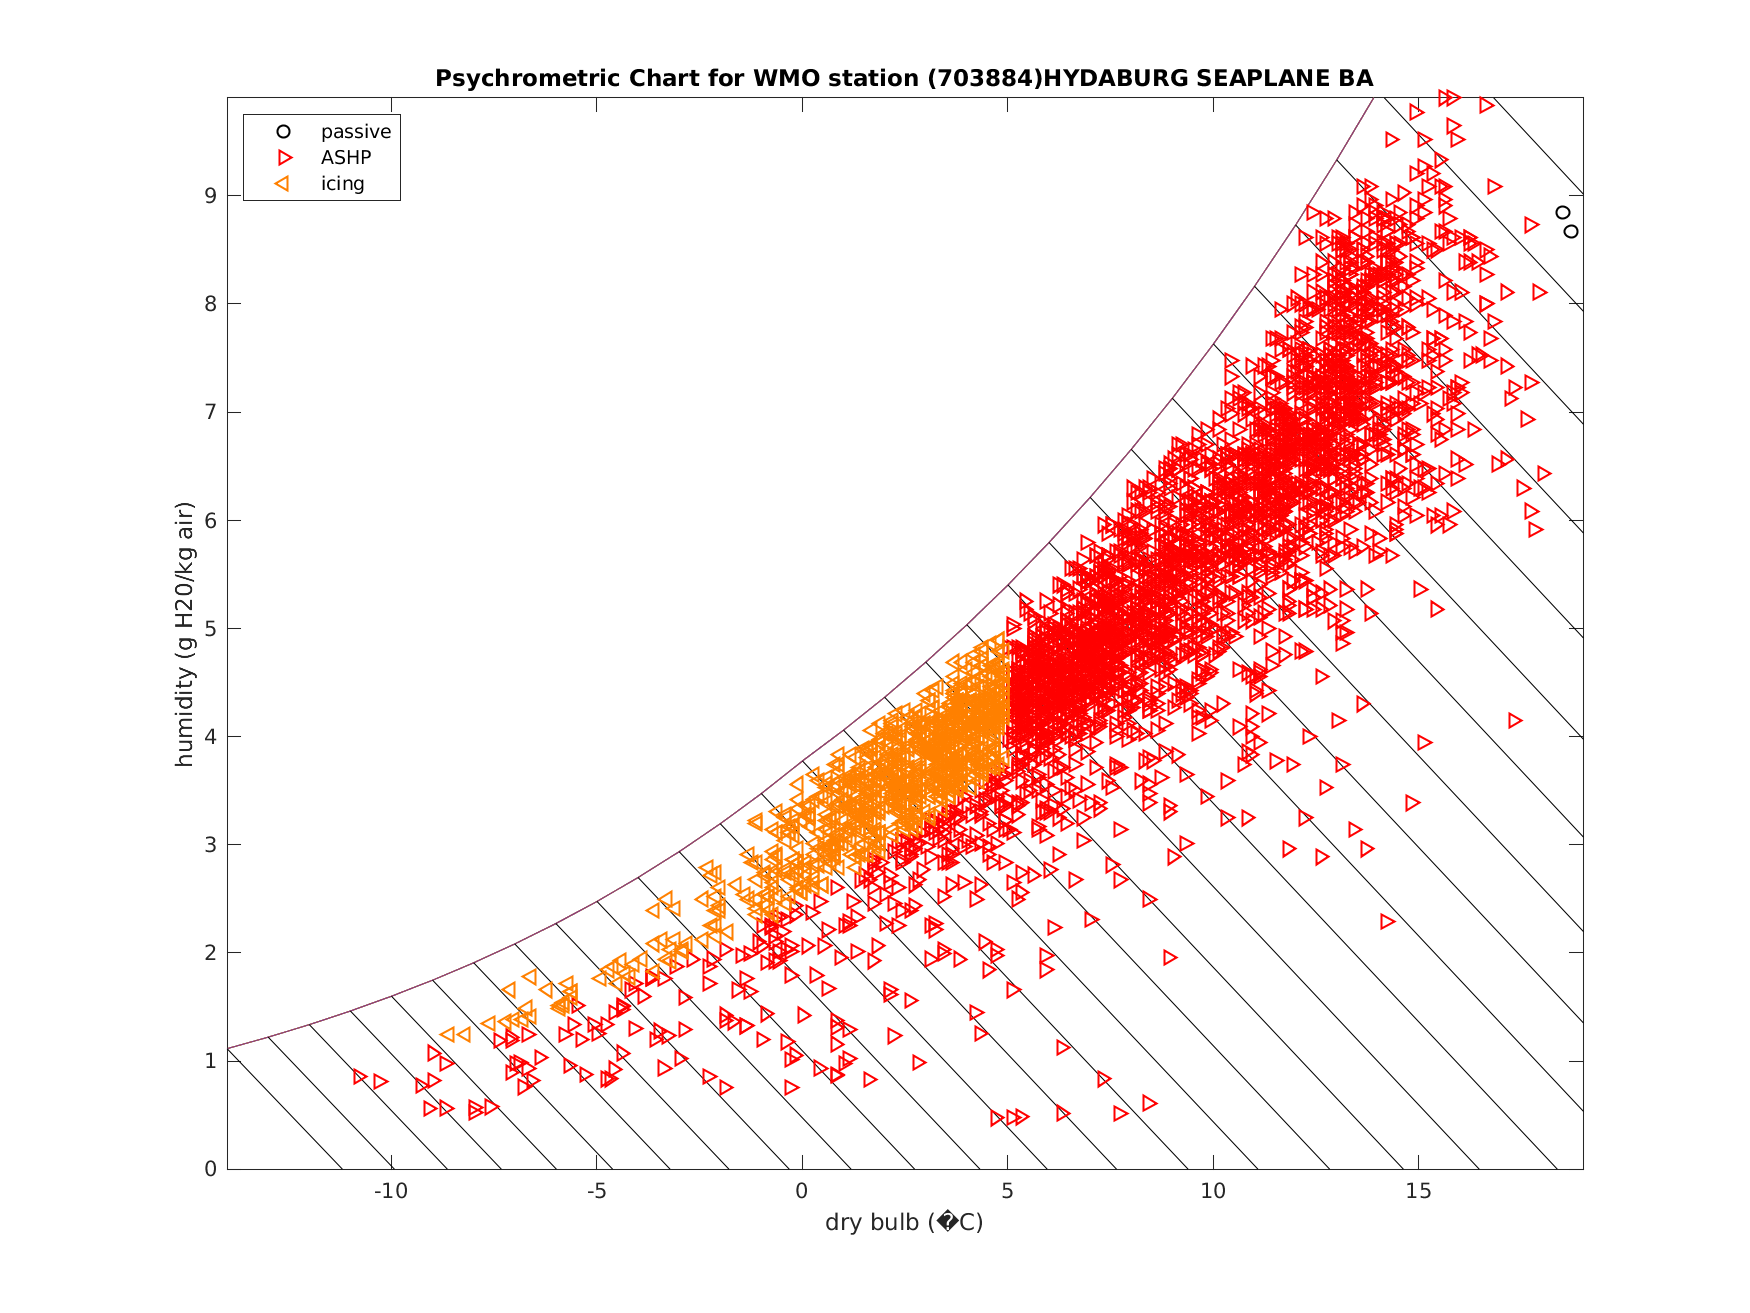 Psychrometric Chart for WMO station (703884)HYDABURG SEAPLANE BA
passive
ASHP
icing
9
8
7
6
5
4
3
2
1
0
humidity (g H20/kg air)
-10 -5 0 5 10 15
dry bulb (�C)